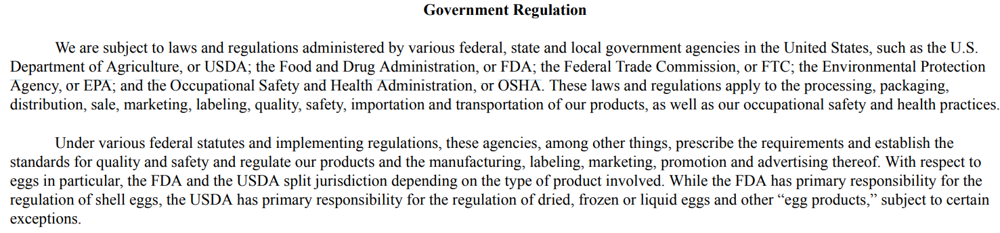 Government Regulation
We are subject to laws and regulations administered by various federal, state and local government agencies in the United States, such as the U.S.
Department of Agriculture, or USDA; the Food and Drug Administration, or FDA; the Federal Trade Commission, or FTC; the Environmental Protection
Agency, or EPA; and the Occupational Safety and Health Administration, or OSHA. These laws and regulations apply to the processing, packaging,
distribution, sale, marketing, labeling, quality, safety, importation and transportation of our products, as well as our occupational safety and health practices.
Under various federal statutes and implementing regulations, these agencies, among other things, prescribe the requirements and establish the
standards for quality and safety and regulate our products and the manufacturing, labeling, marketing, promotion and advertising thereof. With respect to
eggs in particular, the FDA and the USDA split jurisdiction depending on the type of product involved. While the FDA has primary responsibility for the
regulation of shell eggs, the USDA has primary responsibility for the regulation of dried, frozen or liquid eggs and other “egg products,” subject to certain
exceptions.